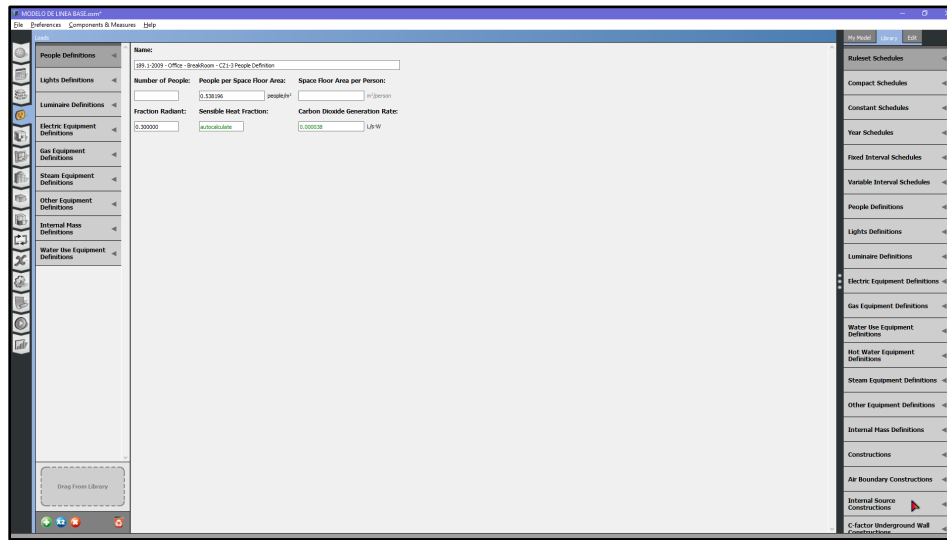 MODELO DE LINEA BASE.osm*
File Preferences Components & Measures Help
Loads
My Model Library Edit
People Definitions
Lights Definitions
Luminaire Definitions
Electric Equipment
Definitions
Gas Equipment
Definitions
Steam Equipment
Definitions
Other Equipment
Definitions
Internal Mass
Definitions
Water Use Equipment
Definitions
Drag From Library
x2
Name:
189.1-2009 - Office - BreakRoom - CZ1-3 People Definition
Number of People: People per Space Floor Area: Space Floor Area per Person:
0.538196 people/m² m²/person
Fraction Radiant: Sensible Heat Fraction: Carbon Dioxide Generation Rate:
0.300000 autocalculate 0.000038 L/s·W
Ruleset Schedules
Compact Schedules
Constant Schedules
Year Schedules
Fixed Interval Schedules
Variable Interval Schedules
People Definitions
Lights Definitions
Luminaire Definitions
Electric Equipment Definitions
Gas Equipment Definitions
Water Use Equipment
Definitions
Hot Water Equipment
Definitions
Steam Equipment Definitions
Other Equipment Definitions
Internal Mass Definitions
Constructions
Air Boundary Constructions
Internal Source
Constructions
C-factor Underground Wall
Constructions